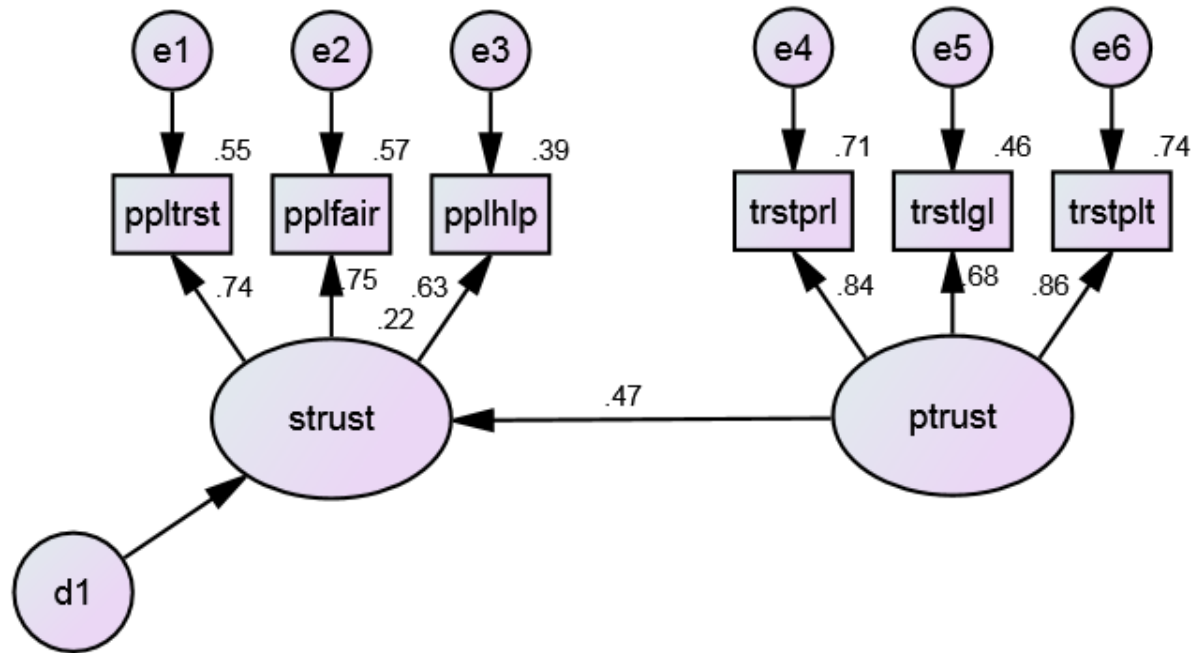 e1 e2 e3 e4 e5 e6
.55 .57 .39 .71 .46 .74
ppltrst pplfair pplhlp trstprl trstlgl trstplt
.74 .75 .63 .84 .68 .86
.22
.47
strust ptrust
d1